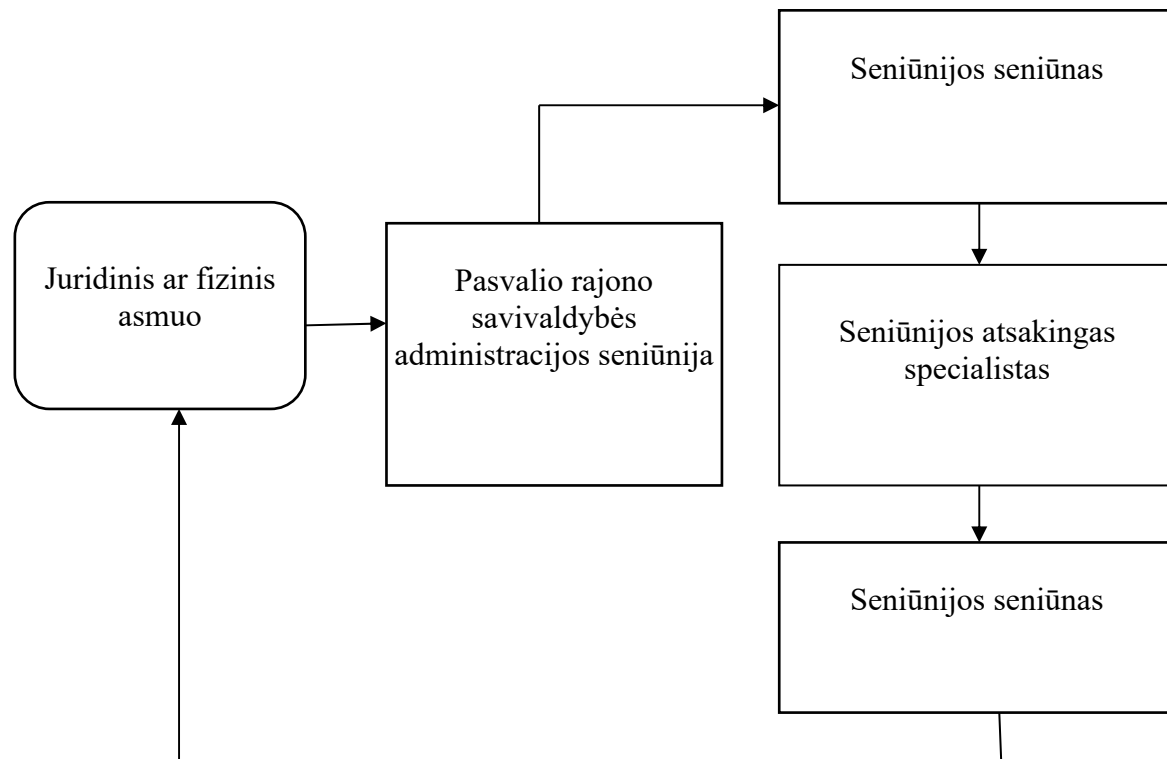 Seniūnijos seniūnas
Juridinis ar fizinis
asmuo
Pasvalio rajono
savivaldybės
administracijos seniūnija
Seniūnijos atsakingas
specialistas
Seniūnijos seniūnas